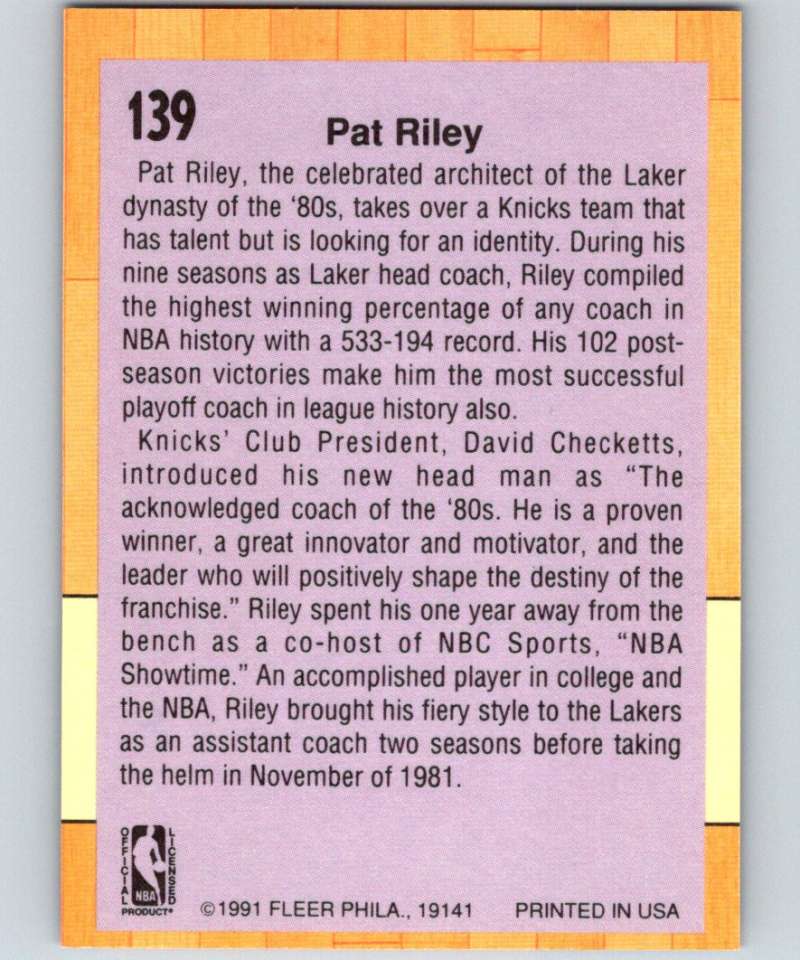 139
Pat Riley
Pat Riley, the celebrated architect of the Laker
dynasty of the '80s, takes over a Knicks team that
has talent but is looking for an identity. During his
nine seasons as Laker head coach, Riley compiled
the highest winning percentage of any coach in
NBA history with a 533-194 record. His 102 post-
season victories make him the most successful
playoff coach in league history also.
Knicks' Club President, David Checketts,
introduced his new head man as "The
acknowledged coach of the '80s. He is a proven
winner, a great innovator and motivator, and the
leader who will positively shape the destiny of the
franchise." Riley spent his one year away from the
bench as a co-host of NBC Sports, "NBA
Showtime." An accomplished player in college and
the NBA, Riley brought his fiery style to the Lakers
as an assistant coach two seasons before taking
the helm in November of 1981.
OFFICIAL
LICENSED
NBA
PRODUCT®
©1991 FLEER PHILA., 19141
PRINTED IN USA